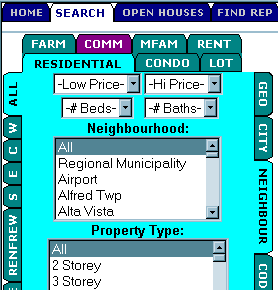 HOME SEARCH OPEN HOUSES FIND REP
FARM COMM MFAM RENT
RESIDENTIAL CONDO LOT
-Low Price- -Hi Price-
-# Beds- -# Baths-
Neighbourhood:
All
Regional Municipality
Airport
Alfred Twp
Alta Vista
Property Type:
All
2 Storey
3 Storey
ALL
W
C
E
S
RENFREW
GEO
CITY
NEIGHBOUR
COD